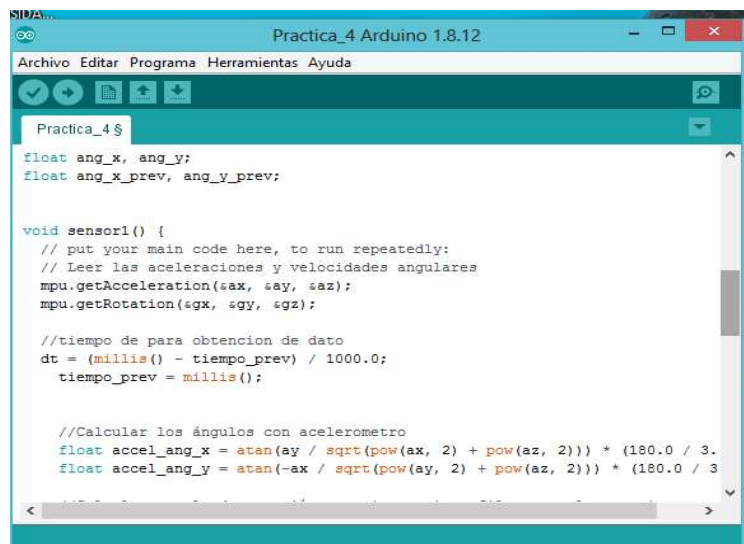 SIDA...
Practica_4 Arduino 1.8.12
Archivo Editar Programa Herramientas Ayuda
Practica_4 §
float ang_x, ang_y;
float ang_x_prev, ang_y_prev;
void sensor1() {
// put your main code here, to run repeatedly:
// Leer las aceleraciones y velocidades angulares
mpu.getAcceleration(&ax, &ay, &az);
mpu.getRotation(&gx, &gy, &gz);
//tiempo de para obtencion de dato
dt = (millis() - tiempo_prev) / 1000.0;
tiempo_prev = millis();
//Calcular los ángulos con acelerometro
float accel_ang_x = atan(ay / sqrt(pow(ax, 2) + pow(az, 2))) * (180.0 / 3.
float accel_ang_y = atan(-ax / sqrt(pow(ay, 2) + pow(az, 2))) * (180.0 / 3